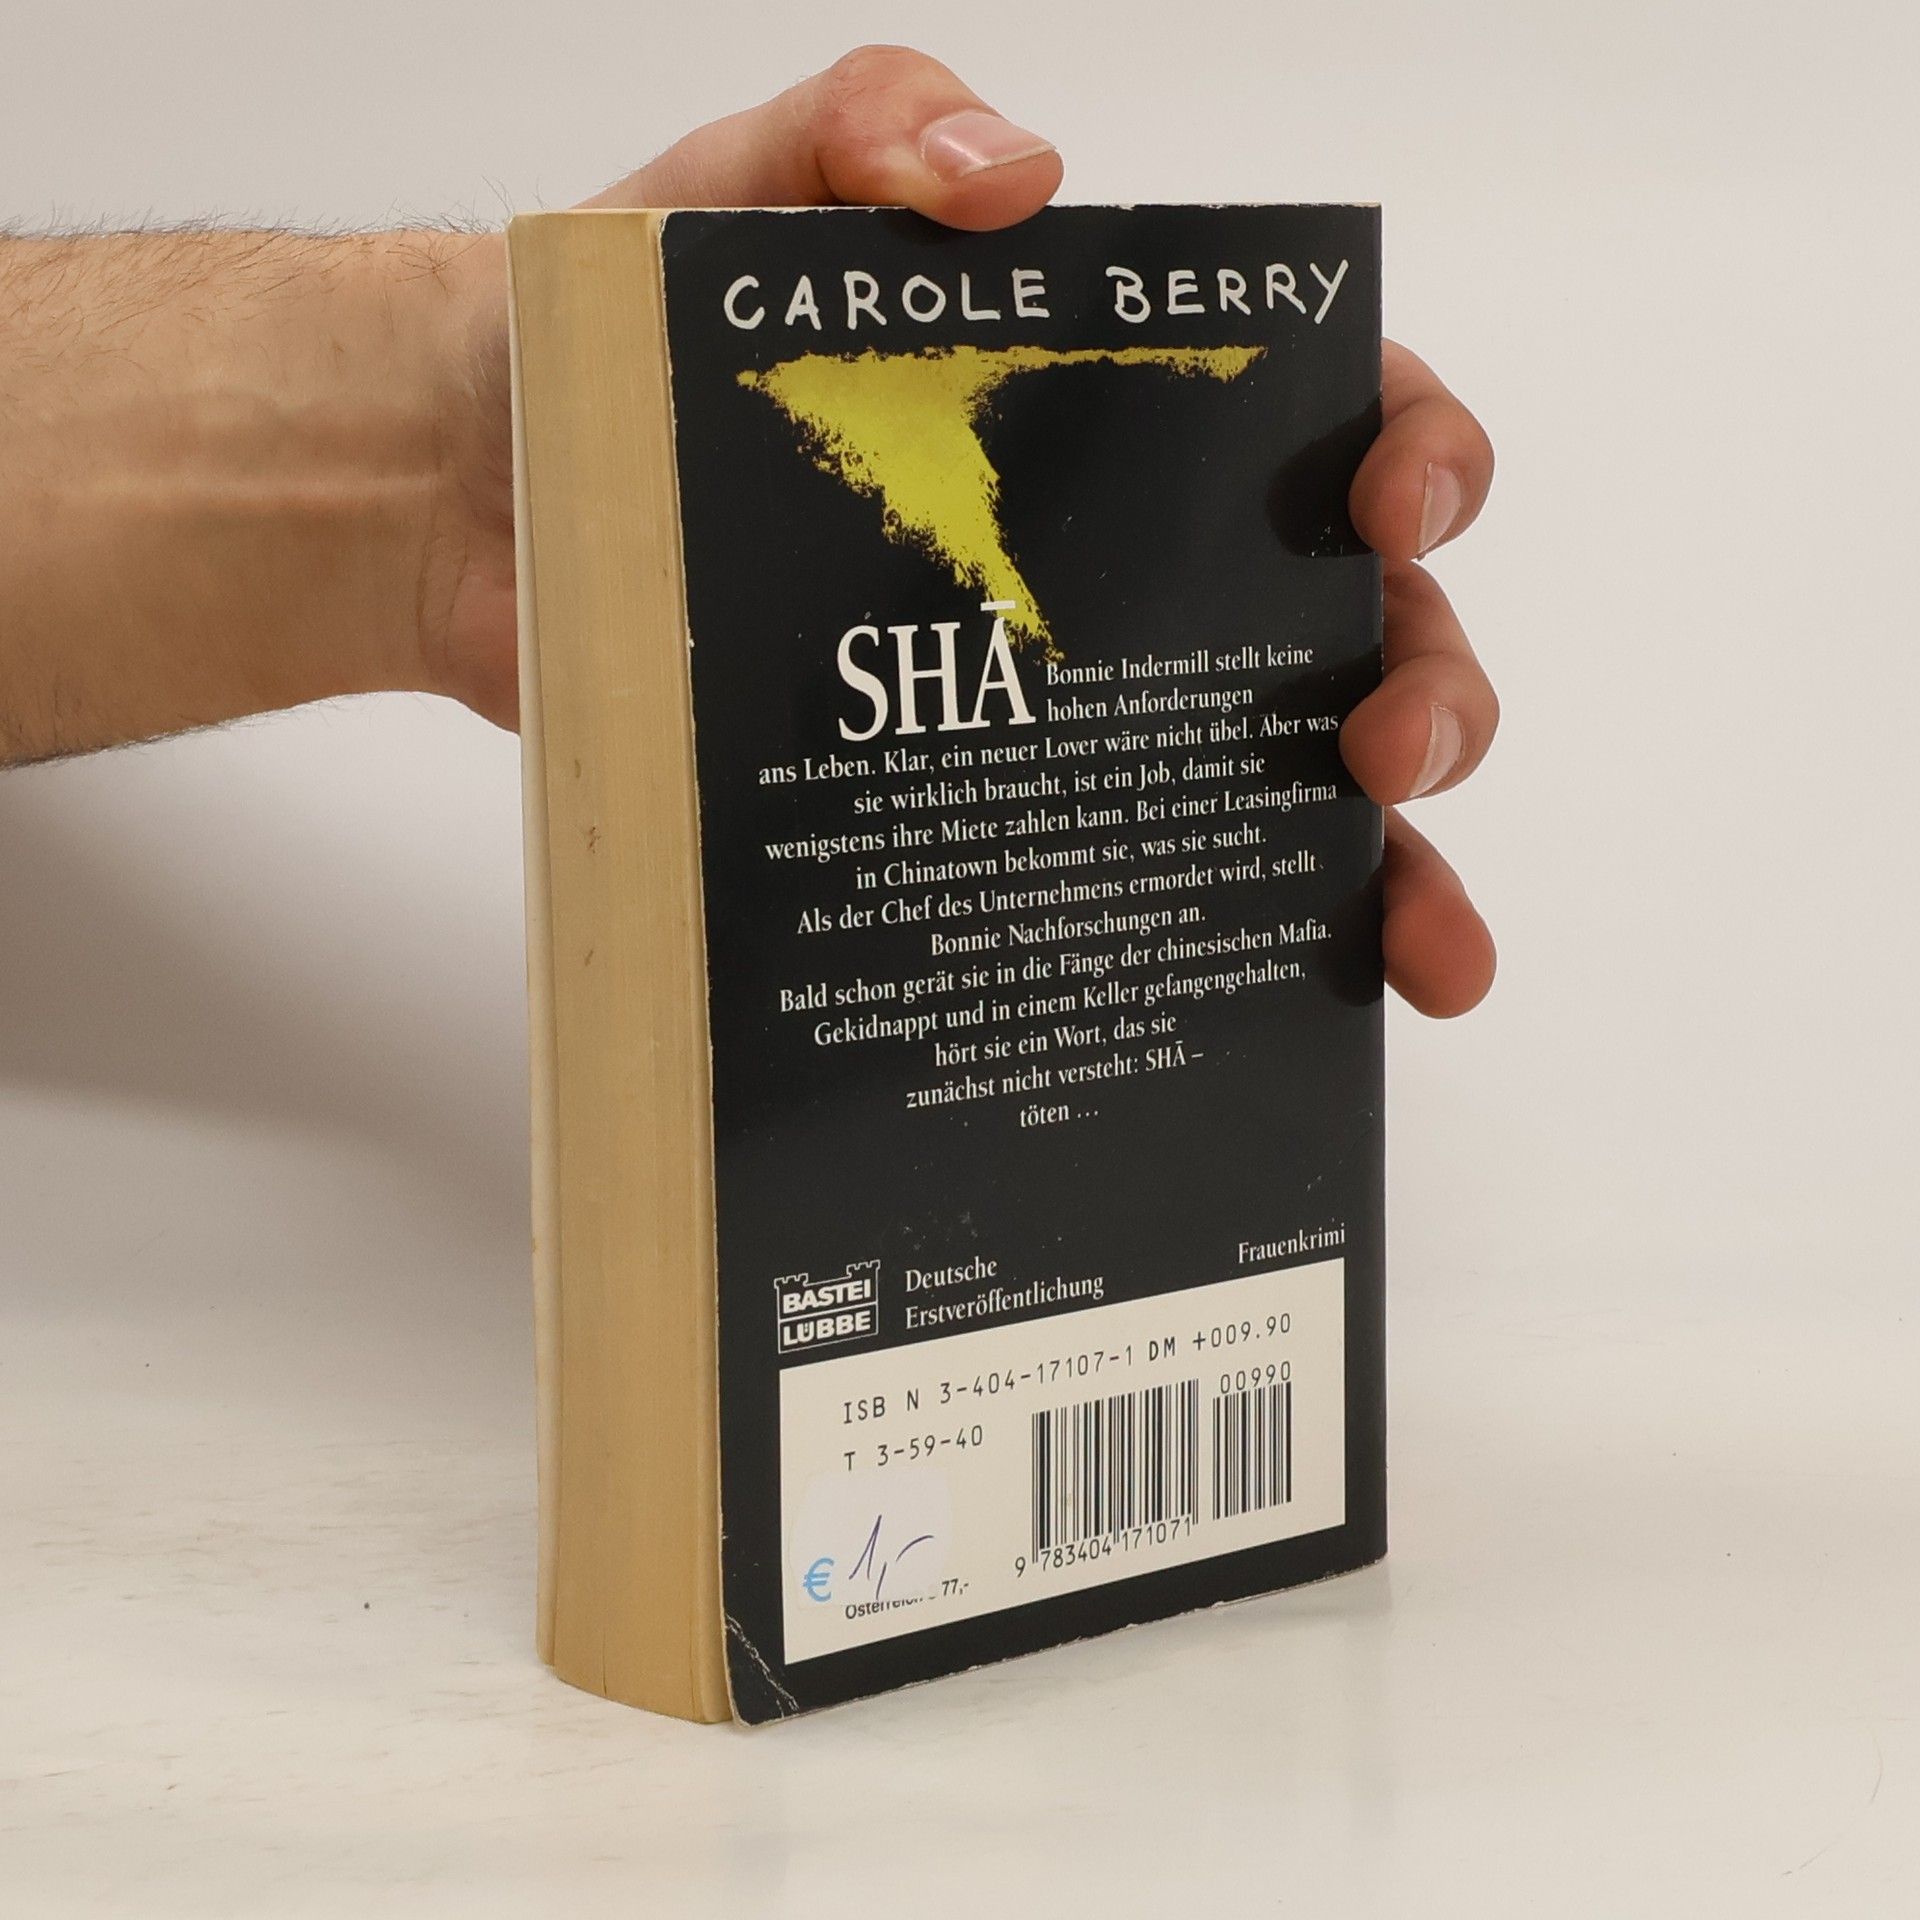 CAROLE BERRY
SHĀ
Bonnie Indermill stellt keine
hohen Anforderungen
ans Leben. Klar, ein neuer Lover wäre nicht übel. Aber was
sie wirklich braucht, ist ein Job, damit sie
wenigstens ihre Miete zahlen kann. Bei einer Leasingfirma
in Chinatown bekommt sie, was sie sucht.
Als der Chef des Unternehmens ermordet wird, stellt
Bonnie Nachforschungen an.
Bald schon gerät sie in die Fänge der chinesischen Mafia.
Gekidnappt und in einem Keller gefangengehalten,
hört sie ein Wort, das sie
zunächst nicht versteht: SHĀ –
töten ...
BASTEI
LÜBBE
Deutsche
Erstveröffentlichung
Frauenkrimi
ISB N 3-404-17107-1 DM +009.90
00990
T 3-59-40
9 783404 171071
€ 1,-
77,-